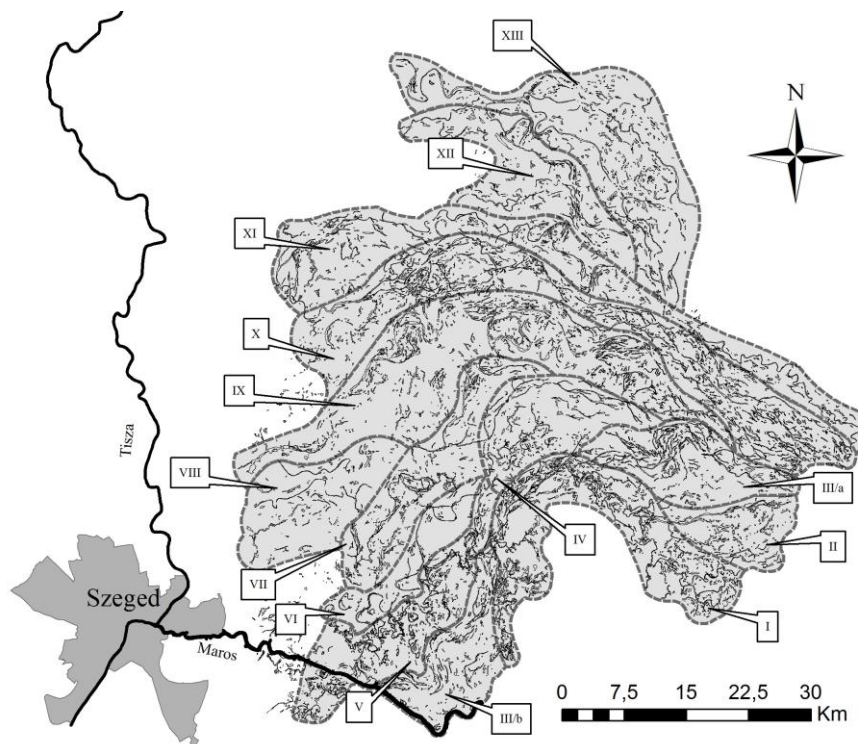 XIII
N
XII
XI
X
IX
Tisza
VIII
III/a
IV
II
VII
Szeged
I
VI
Maros
V
III/b
0 7,5 15 22,5 30
Km